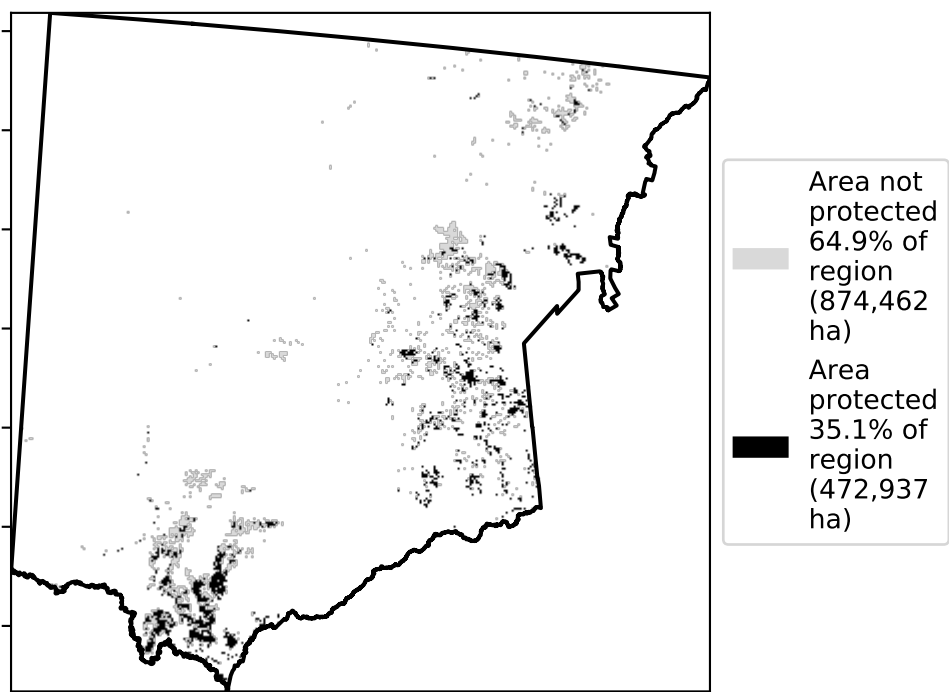 Area not
protected
64.9% of
region
(874,462
ha)
Area
protected
35.1% of
region
(472,937
ha)